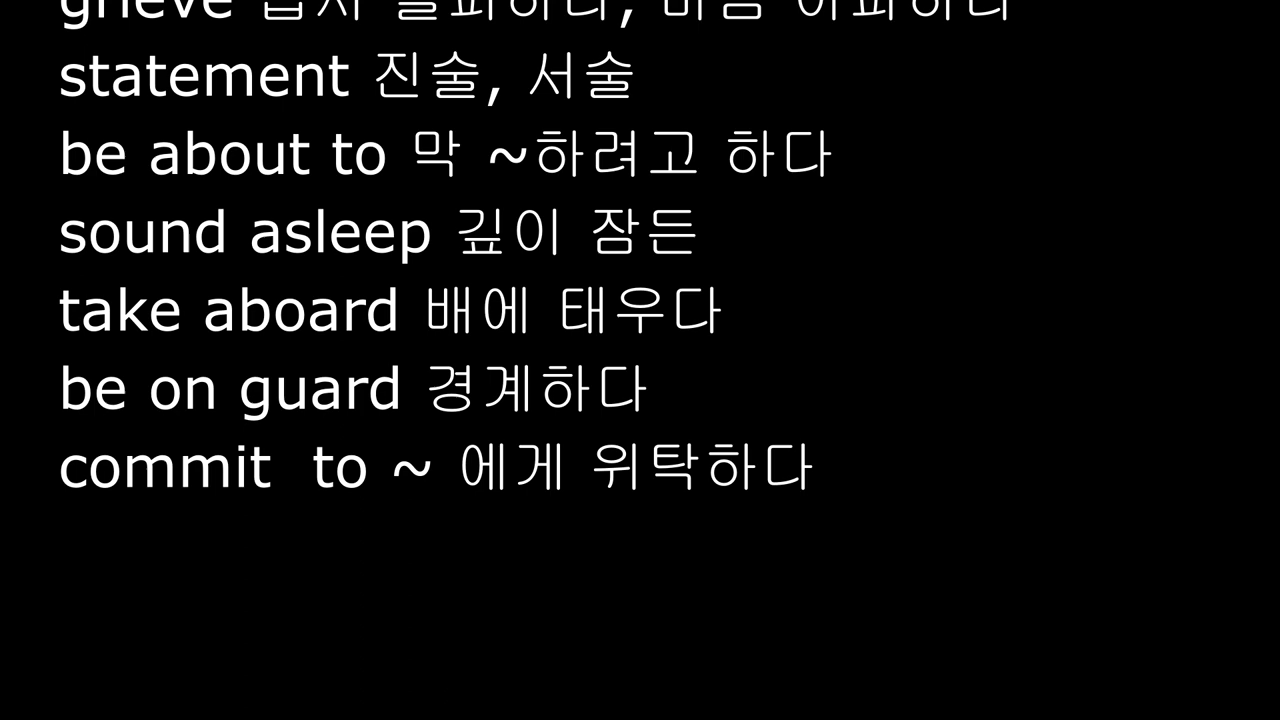 grieve 몹시 슬퍼하다, 마음 아파하다
statement 진술, 서술
be about to 막 ~하려고 하다
sound asleep 깊이 잠든
take aboard 배에 태우다
be on guard 경계하다
commit  to ~ 에게 위탁하다